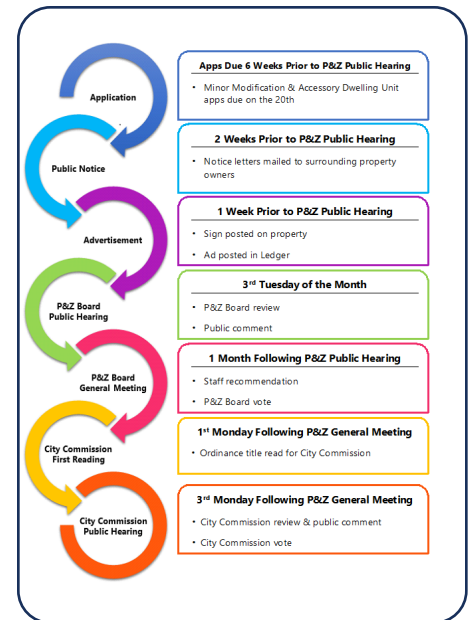 Application
Apps Due 6 Weeks Prior to P&Z Public Hearing
• Minor Modification & Accessory Dwelling Unit
apps due on the 20th
Public Notice
2 Weeks Prior to P&Z Public Hearing
• Notice letters mailed to surrounding property
owners
Advertisement
1 Week Prior to P&Z Public Hearing
• Sign posted on property
• Ad posted in Ledger
P&Z Board
Public Hearing
3rd Tuesday of the Month
• P&Z Board review
• Public comment
P&Z Board
General Meeting
1 Month Following P&Z Public Hearing
• Staff recommendation
• P&Z Board vote
City Commission
First Reading
1st Monday Following P&Z General Meeting
• Ordinance title read for City Commission
City Commission
Public Hearing
3rd Monday Following P&Z General Meeting
• City Commission review & public comment
• City Commission vote